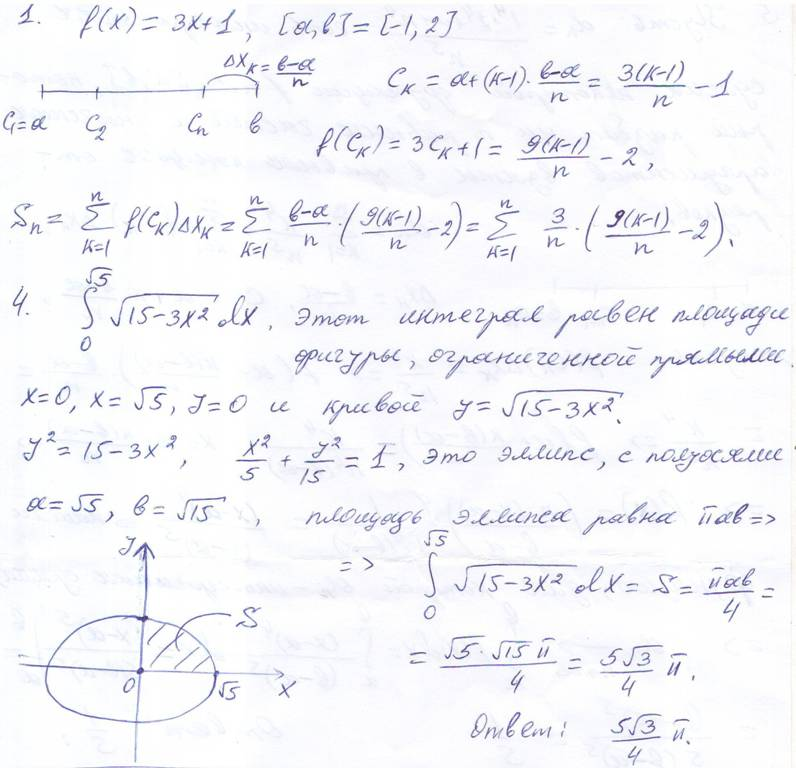 1. f(x) = 3x+1, [a,b] = [-1, 2]
Δx_k = (b-a)/n
C_1=a C_2 C_n b
C_k = a+(k-1)·(b-a)/n = 3(k-1)/n - 1
f(C_k) = 3C_k+1 = 9(k-1)/n - 2,
S_n = ∑_{k=1}^{n} f(C_k)Δx_k = ∑_{k=1}^{n} (b-a)/n · (9(k-1)/n - 2) = ∑_{k=1}^{n} 3/n · (9(k-1)/n - 2).
4. ∫_0^{√5} √(15-3x²) dx. Этот интеграл равен площади
фигуры, ограниченной прямыми
x=0, x=√5, y=0 и кривой y=√(15-3x²).
y²=15-3x², x²/5 + y²/15 = 1, это эллипс, с полуосями
a=√5, b=√15, площадь эллипса равна πab =>
=> ∫_0^{√5} √(15-3x²) dx = S = πab/4 =
= √5·√15 π/4 = 5√3/4 π.
y
S
0 √5 x
Ответ: 5√3/4 π.